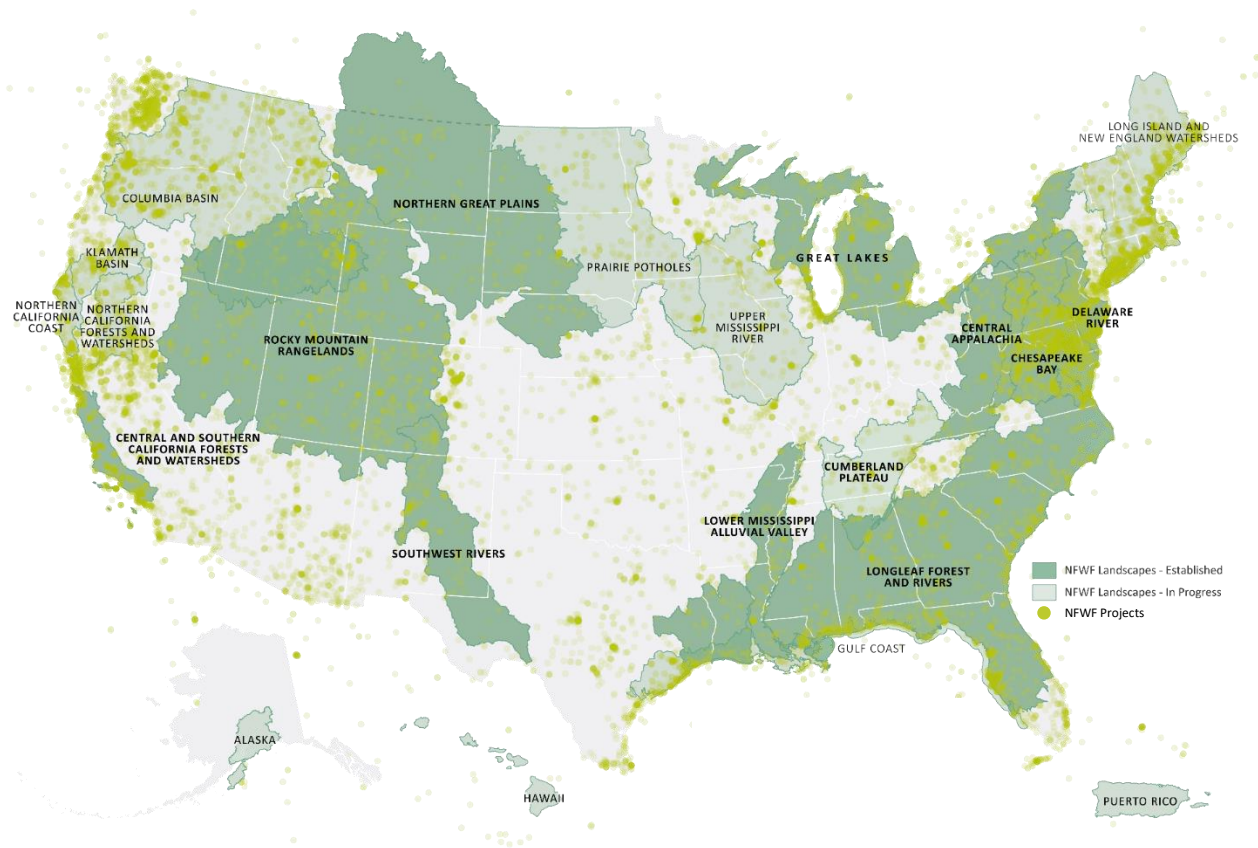 LONG ISLAND AND
NEW ENGLAND WATERSHEDS
COLUMBIA BASIN
NORTHERN GREAT PLAINS
KLAMATH
BASIN
PRAIRIE POTHOLES
GREAT LAKES
NORTHERN
CALIFORNIA
COAST
NORTHERN
CALIFORNIA
FORESTS AND
WATERSHEDS
UPPER
MISSISSIPPI
RIVER
DELAWARE
RIVER
ROCKY MOUNTAIN
RANGELANDS
CENTRAL
APPALACHIA
CHESAPEAKE
BAY
CENTRAL AND SOUTHERN
CALIFORNIA FORESTS
AND WATERSHEDS
CUMBERLAND
PLATEAU
LOWER MISSISSIPPI
ALLUVIAL VALLEY
SOUTHWEST RIVERS
LONGLEAF FOREST
AND RIVERS
NFWF Landscapes - Established
NFWF Landscapes - In Progress
NFWF Projects
GULF COAST
ALASKA
HAWAII
PUERTO RICO